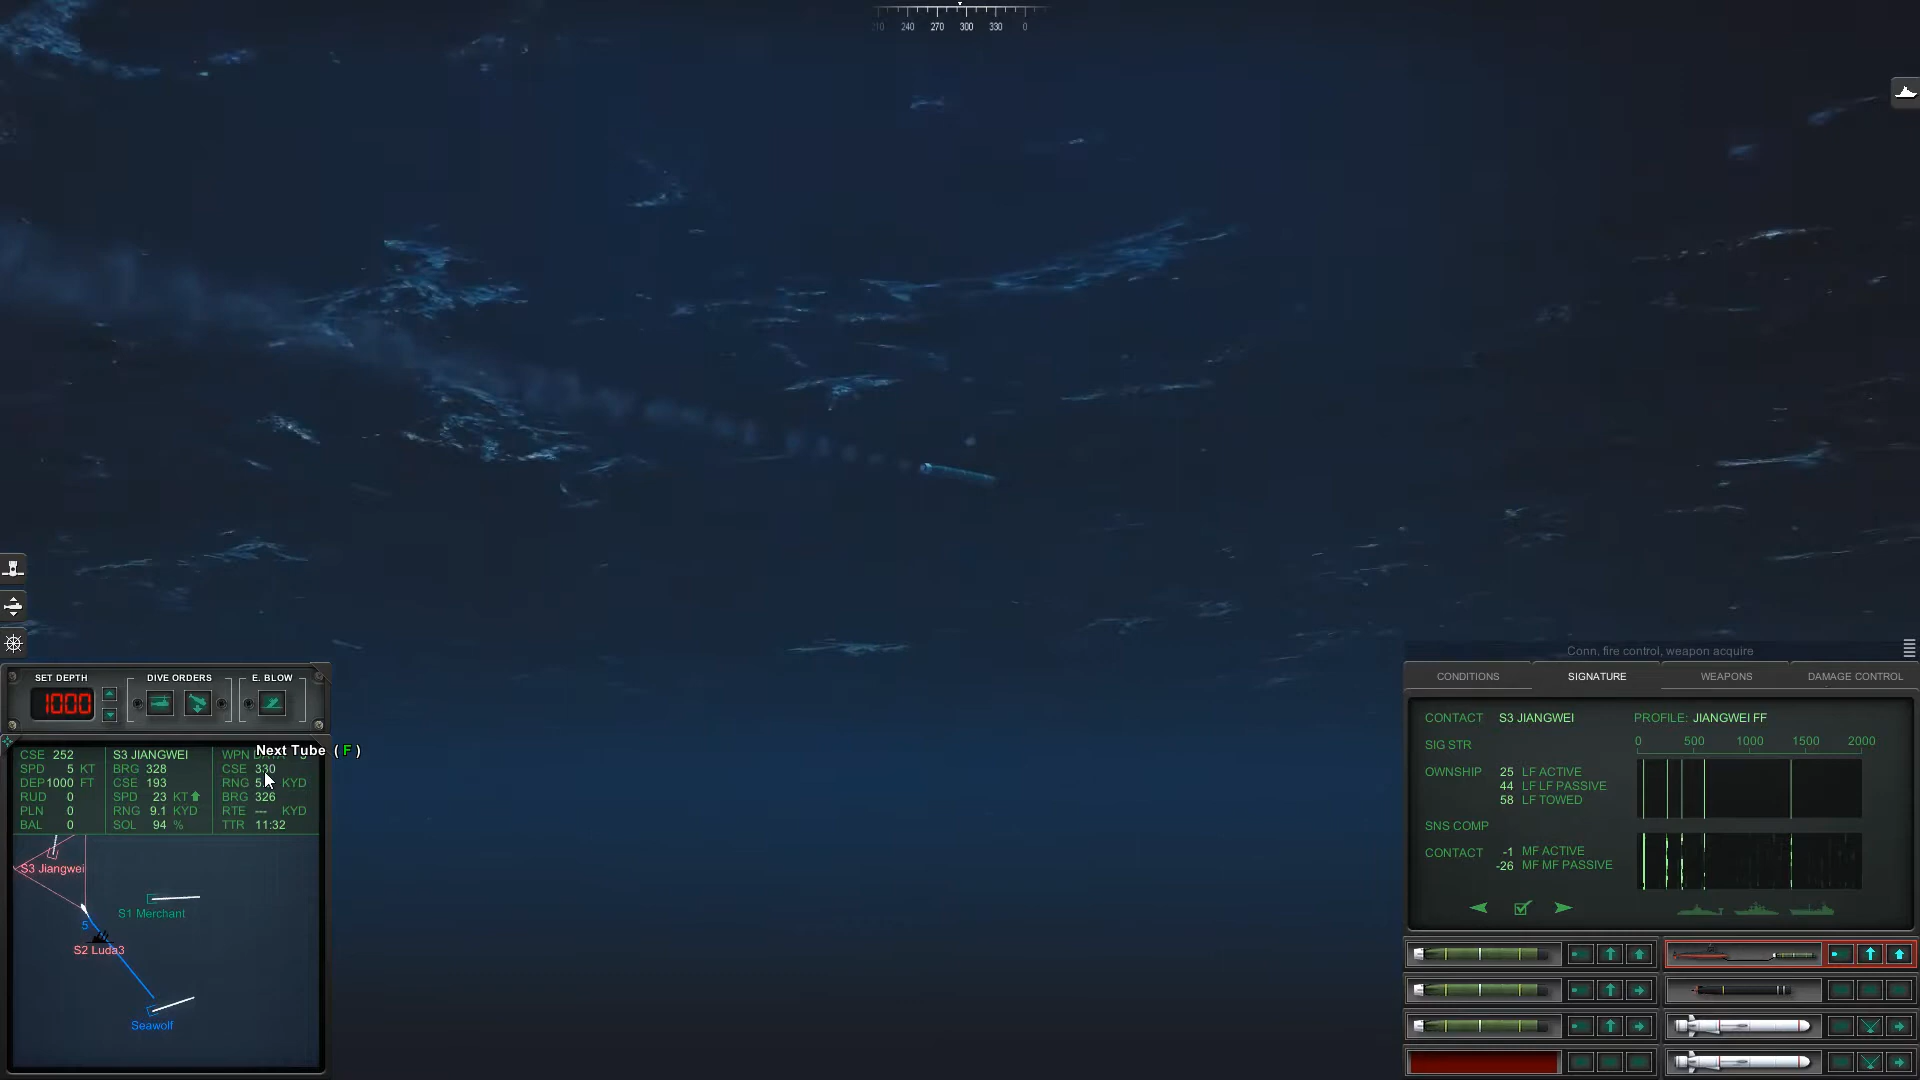 240 270 300 330 0
Conn, fire control, weapon acquire
SET DEPTH DIVE ORDERS E. BLOW
1000
Next Tube ( F )
CSE 252
SPD 5 KT
DEP1000 FT
RUD 0
PLN 0
BAL 0
S3 JIANGWEI
BRG 328
CSE 193
SPD 23 KT
RNG 9.1 KYD
SOL 94 %
WPN
CSE 330
RNG KYD
BRG 326
RTE --- KYD
TTR 11:32
S3 Jiangwei
S1 Merchant
5
S2 Luda3
Seawolf
CONDITIONS SIGNATURE WEAPONS DAMAGE CONTROL
CONTACT S3 JIANGWEI PROFILE: JIANGWEI FF
SIG STR 0 500 1000 1500 2000
OWNSHIP 25 LF ACTIVE
44 LF LF PASSIVE
58 LF TOWED
SNS COMP
CONTACT -1 MF ACTIVE
-26 MF MF PASSIVE